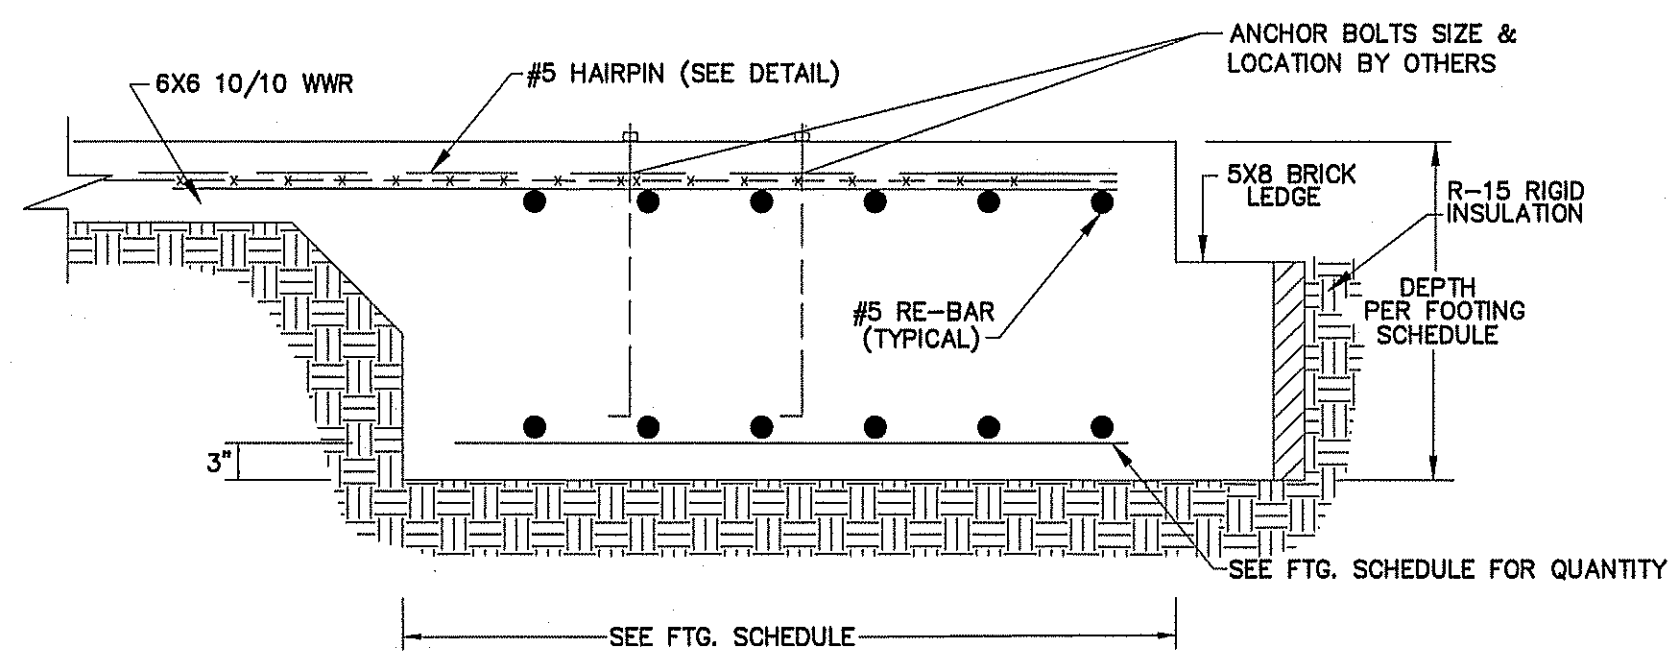 ANCHOR BOLTS SIZE &
LOCATION BY OTHERS
#5 HAIRPIN (SEE DETAIL)
6X6 10/10 WWR
5X8 BRICK
LEDGE
R-15 RIGID
INSULATION
DEPTH
PER FOOTING
SCHEDULE
#5 RE-BAR
(TYPICAL)
3"
SEE FTG. SCHEDULE FOR QUANTITY
SEE FTG. SCHEDULE